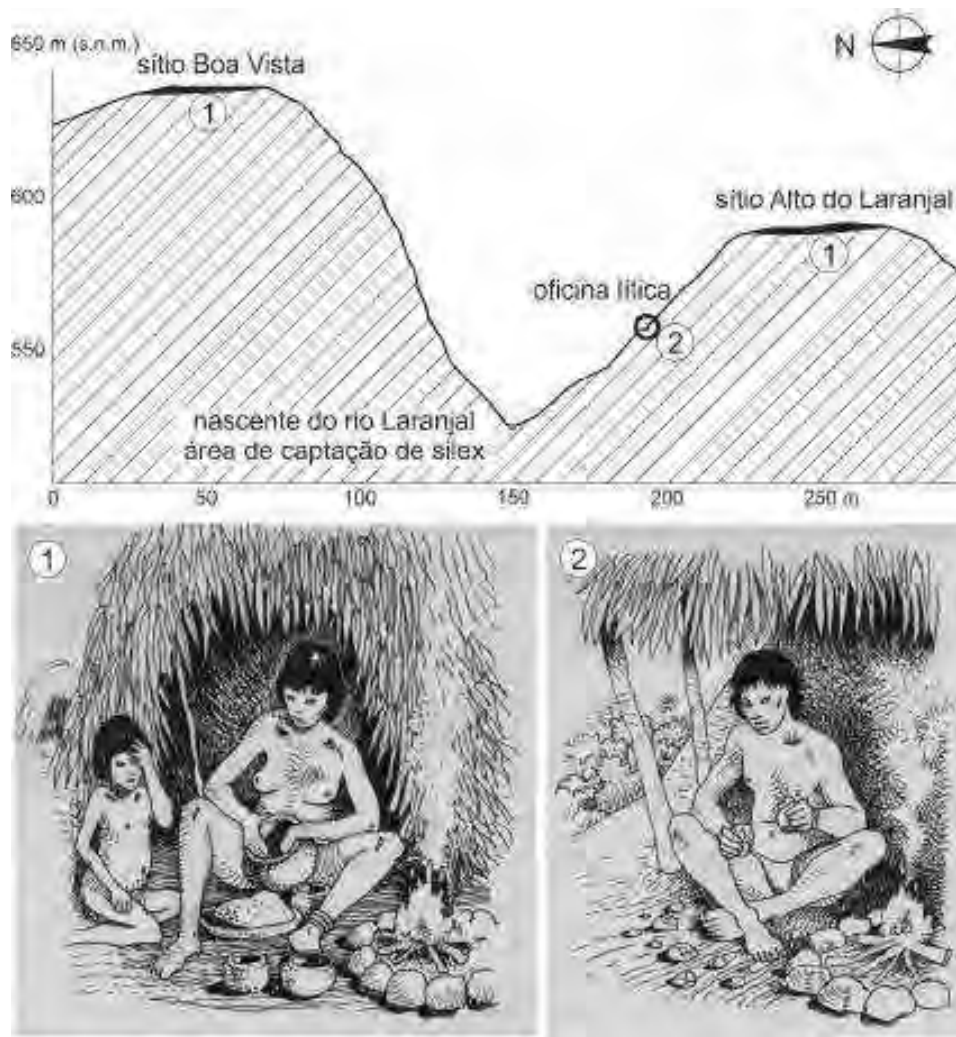 650 m (s.n.m.)
N
sítio Boa Vista
1
600
sítio Alto do Laranjal
1
oficina lítica
2
550
nascente do rio Laranjal
área de captação de sílex
0 50 100 150 200 250 m
1
2